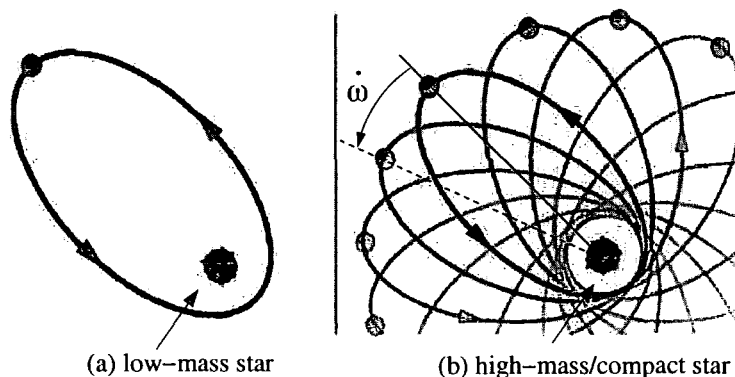 ω̇
(a) low−mass star
(b) high−mass/compact star